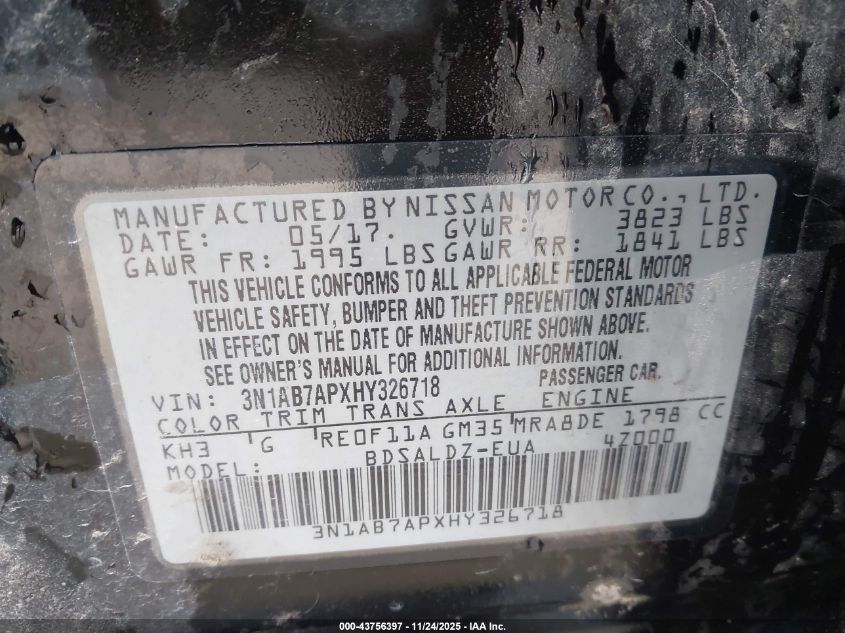 MANUFACTURED BY NISSAN MOTOR CO., LTD.
DATE: 05/17. GVWR: 3823 LBS
GAWR FR: 1995 LBS GAWR RR: 1841 LBS
THIS VEHICLE CONFORMS TO ALL APPLICABLE FEDERAL MOTOR
VEHICLE SAFETY, BUMPER AND THEFT PREVENTION STANDARDS
IN EFFECT ON THE DATE OF MANUFACTURE SHOWN ABOVE.
SEE OWNER'S MANUAL FOR ADDITIONAL INFORMATION.
VIN: 3N1AB7APXHY326718 PASSENGER CAR.
COLOR TRIM TRANS AXLE ENGINE
KH3 G RE0F11A GM35 MRA8DE 1798 CC
MODEL: BDSALDZ-EUA 4Z000
3N1AB7APXHY326718
000-43756397 - 11/24/2025 - IAA Inc.